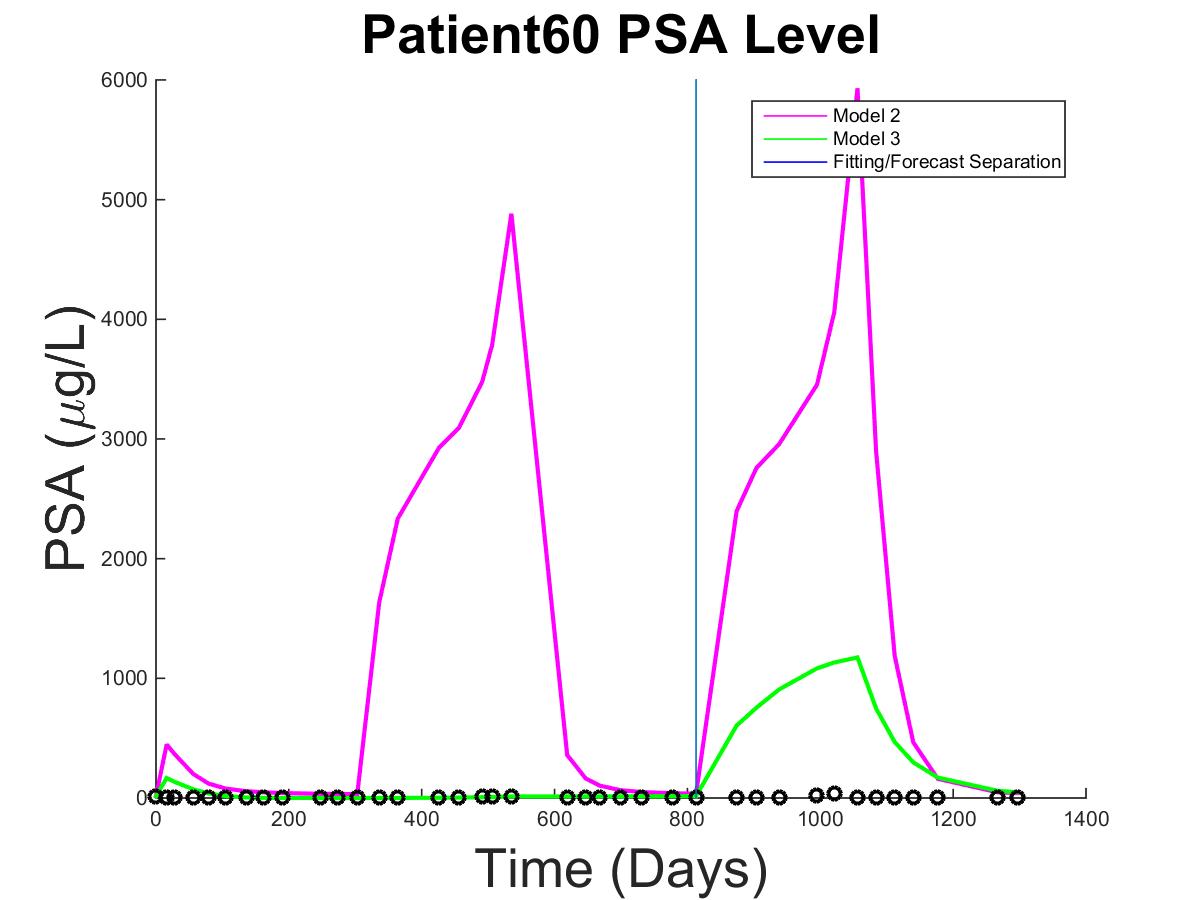 Patient60 PSA Level
6000
5000
4000
3000
2000
1000
0
PSA (μg/L)
Model 2
Model 3
Fitting/Forecast Separation
0 200 400 600 800 1000 1200 1400
Time (Days)